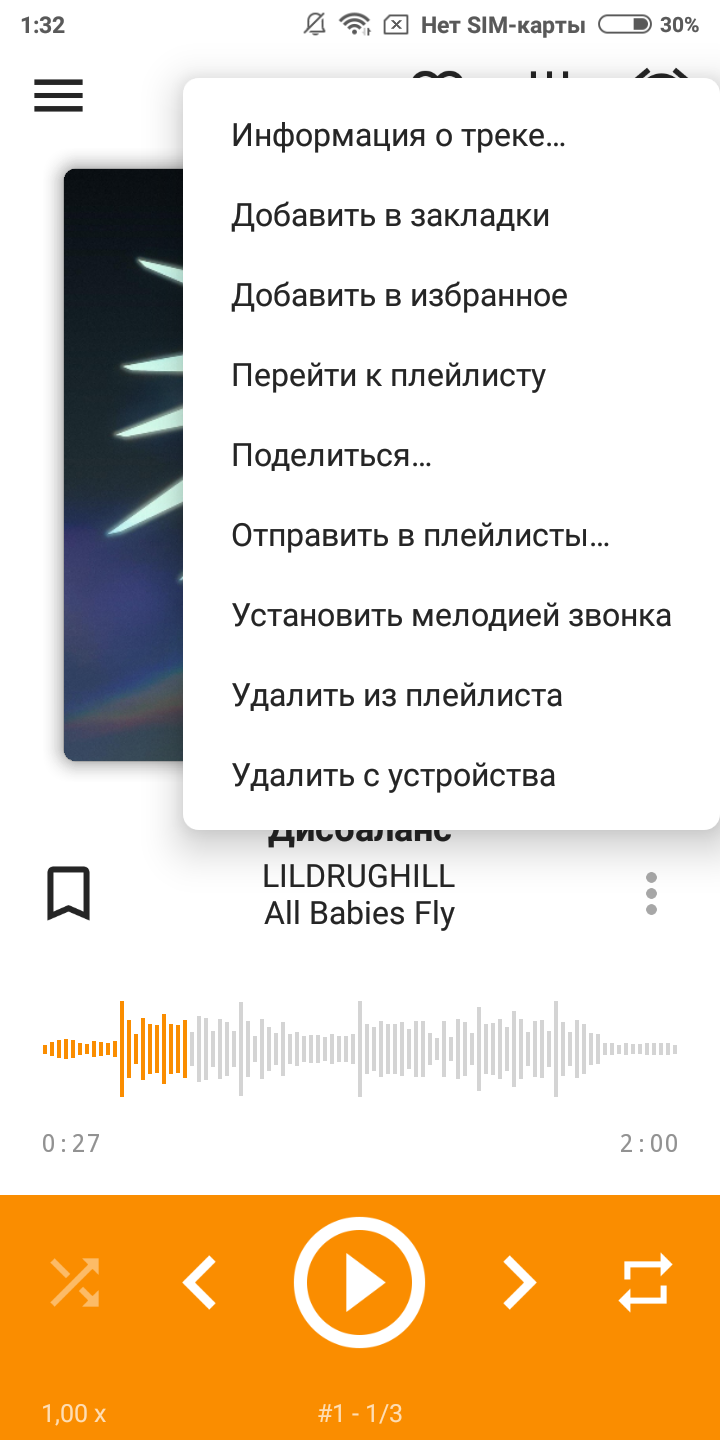 1:32 Нет SIM-карты 30%
Информация о треке...
Добавить в закладки
Добавить в избранное
Перейти к плейлисту
Поделиться...
Отправить в плейлисты...
Установить мелодией звонка
Удалить из плейлиста
Удалить с устройства
Дисбаланс
LILDRUGHILL
All Babies Fly
0:27 2:00
1,00 x #1 - 1/3